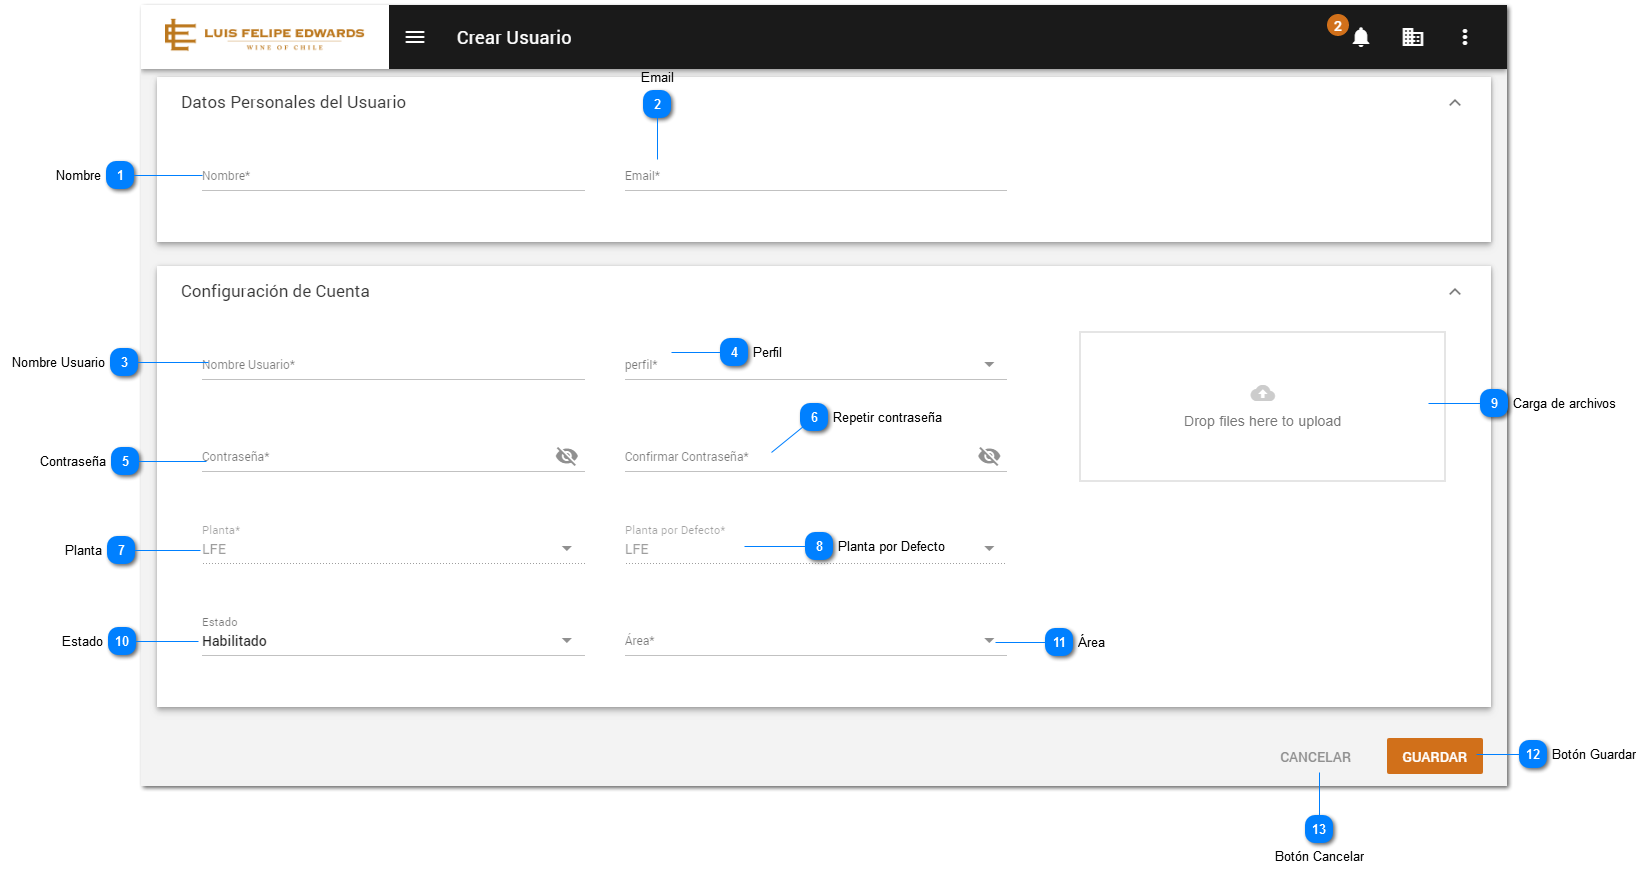 LUIS FELIPE EDWARDS
WINE OF CHILE
Crear Usuario
2
Email
2
Datos Personales del Usuario
Nombre 1
Nombre*
Email*
Configuración de Cuenta
Nombre Usuario 3
Nombre Usuario*
perfil*
4 Perfil
Drop files here to upload
9 Carga de archivos
6 Repetir contraseña
Contraseña 5
Contraseña*
Confirmar Contraseña*
Planta*
Planta 7
LFE
Planta por Defecto*
LFE
8 Planta por Defecto
Estado
Estado 10
Habilitado
Área*
11 Área
CANCELAR
GUARDAR
12 Botón Guardar
13
Botón Cancelar